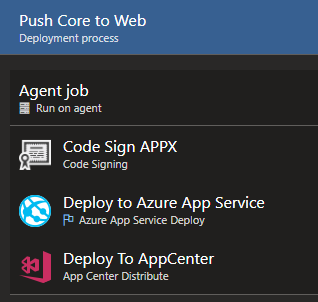 Push Core to Web
Deployment process
Agent job
Run on agent
Code Sign APPX
Code Signing
Deploy to Azure App Service
Azure App Service Deploy
Deploy To AppCenter
App Center Distribute